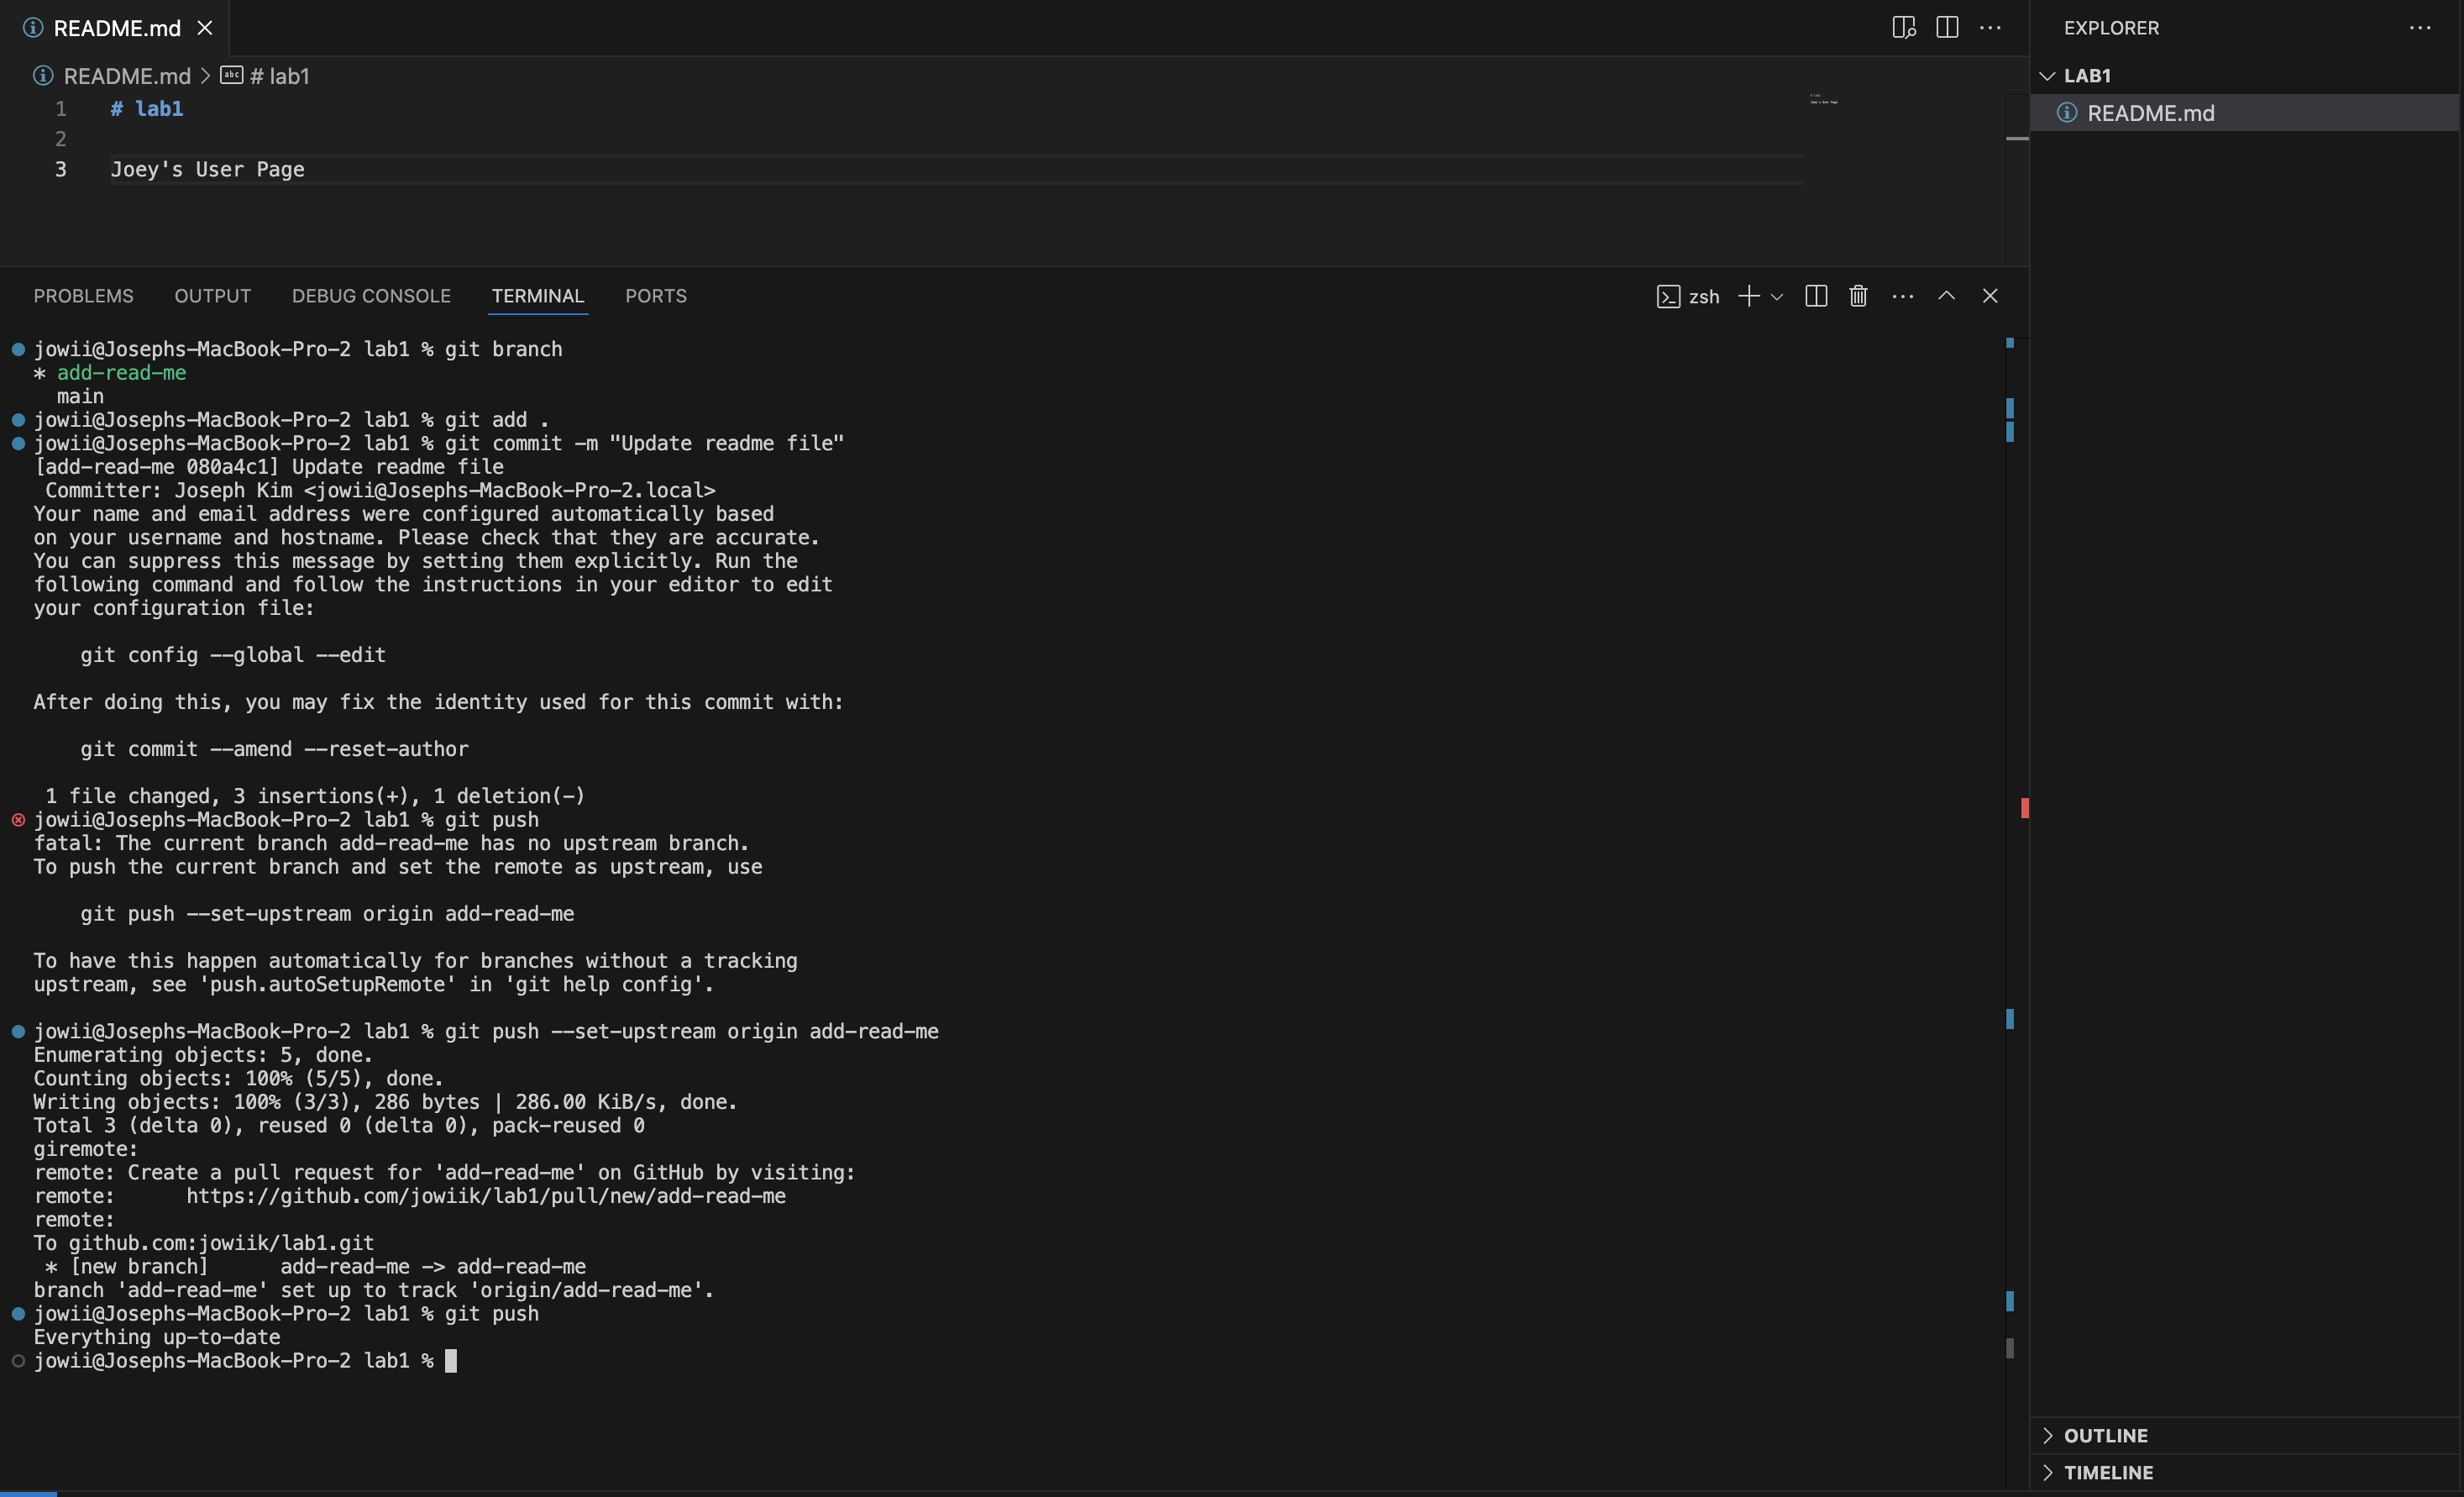 README.md
README.md > # lab1
1 # lab1
2
3 Joey's User Page
EXPLORER
LAB1
README.md
PROBLEMS OUTPUT DEBUG CONSOLE TERMINAL PORTS
zsh
jowii@Josephs-MacBook-Pro-2 lab1 % git branch
* add-read-me
main
jowii@Josephs-MacBook-Pro-2 lab1 % git add .
jowii@Josephs-MacBook-Pro-2 lab1 % git commit -m "Update readme file"
[add-read-me 080a4c1] Update readme file
Committer: Joseph Kim <jowii@Josephs-MacBook-Pro-2.local>
Your name and email address were configured automatically based
on your username and hostname. Please check that they are accurate.
You can suppress this message by setting them explicitly. Run the
following command and follow the instructions in your editor to edit
your configuration file:
git config --global --edit
After doing this, you may fix the identity used for this commit with:
git commit --amend --reset-author
1 file changed, 3 insertions(+), 1 deletion(-)
jowii@Josephs-MacBook-Pro-2 lab1 % git push
fatal: The current branch add-read-me has no upstream branch.
To push the current branch and set the remote as upstream, use
git push --set-upstream origin add-read-me
To have this happen automatically for branches without a tracking
upstream, see 'push.autoSetupRemote' in 'git help config'.
jowii@Josephs-MacBook-Pro-2 lab1 % git push --set-upstream origin add-read-me
Enumerating objects: 5, done.
Counting objects: 100% (5/5), done.
Writing objects: 100% (3/3), 286 bytes | 286.00 KiB/s, done.
Total 3 (delta 0), reused 0 (delta 0), pack-reused 0
giremote:
remote: Create a pull request for 'add-read-me' on GitHub by visiting:
remote: https://github.com/jowiik/lab1/pull/new/add-read-me
remote:
To github.com:jowiik/lab1.git
* [new branch] add-read-me -> add-read-me
branch 'add-read-me' set up to track 'origin/add-read-me'.
jowii@Josephs-MacBook-Pro-2 lab1 % git push
Everything up-to-date
jowii@Josephs-MacBook-Pro-2 lab1 %
OUTLINE
TIMELINE